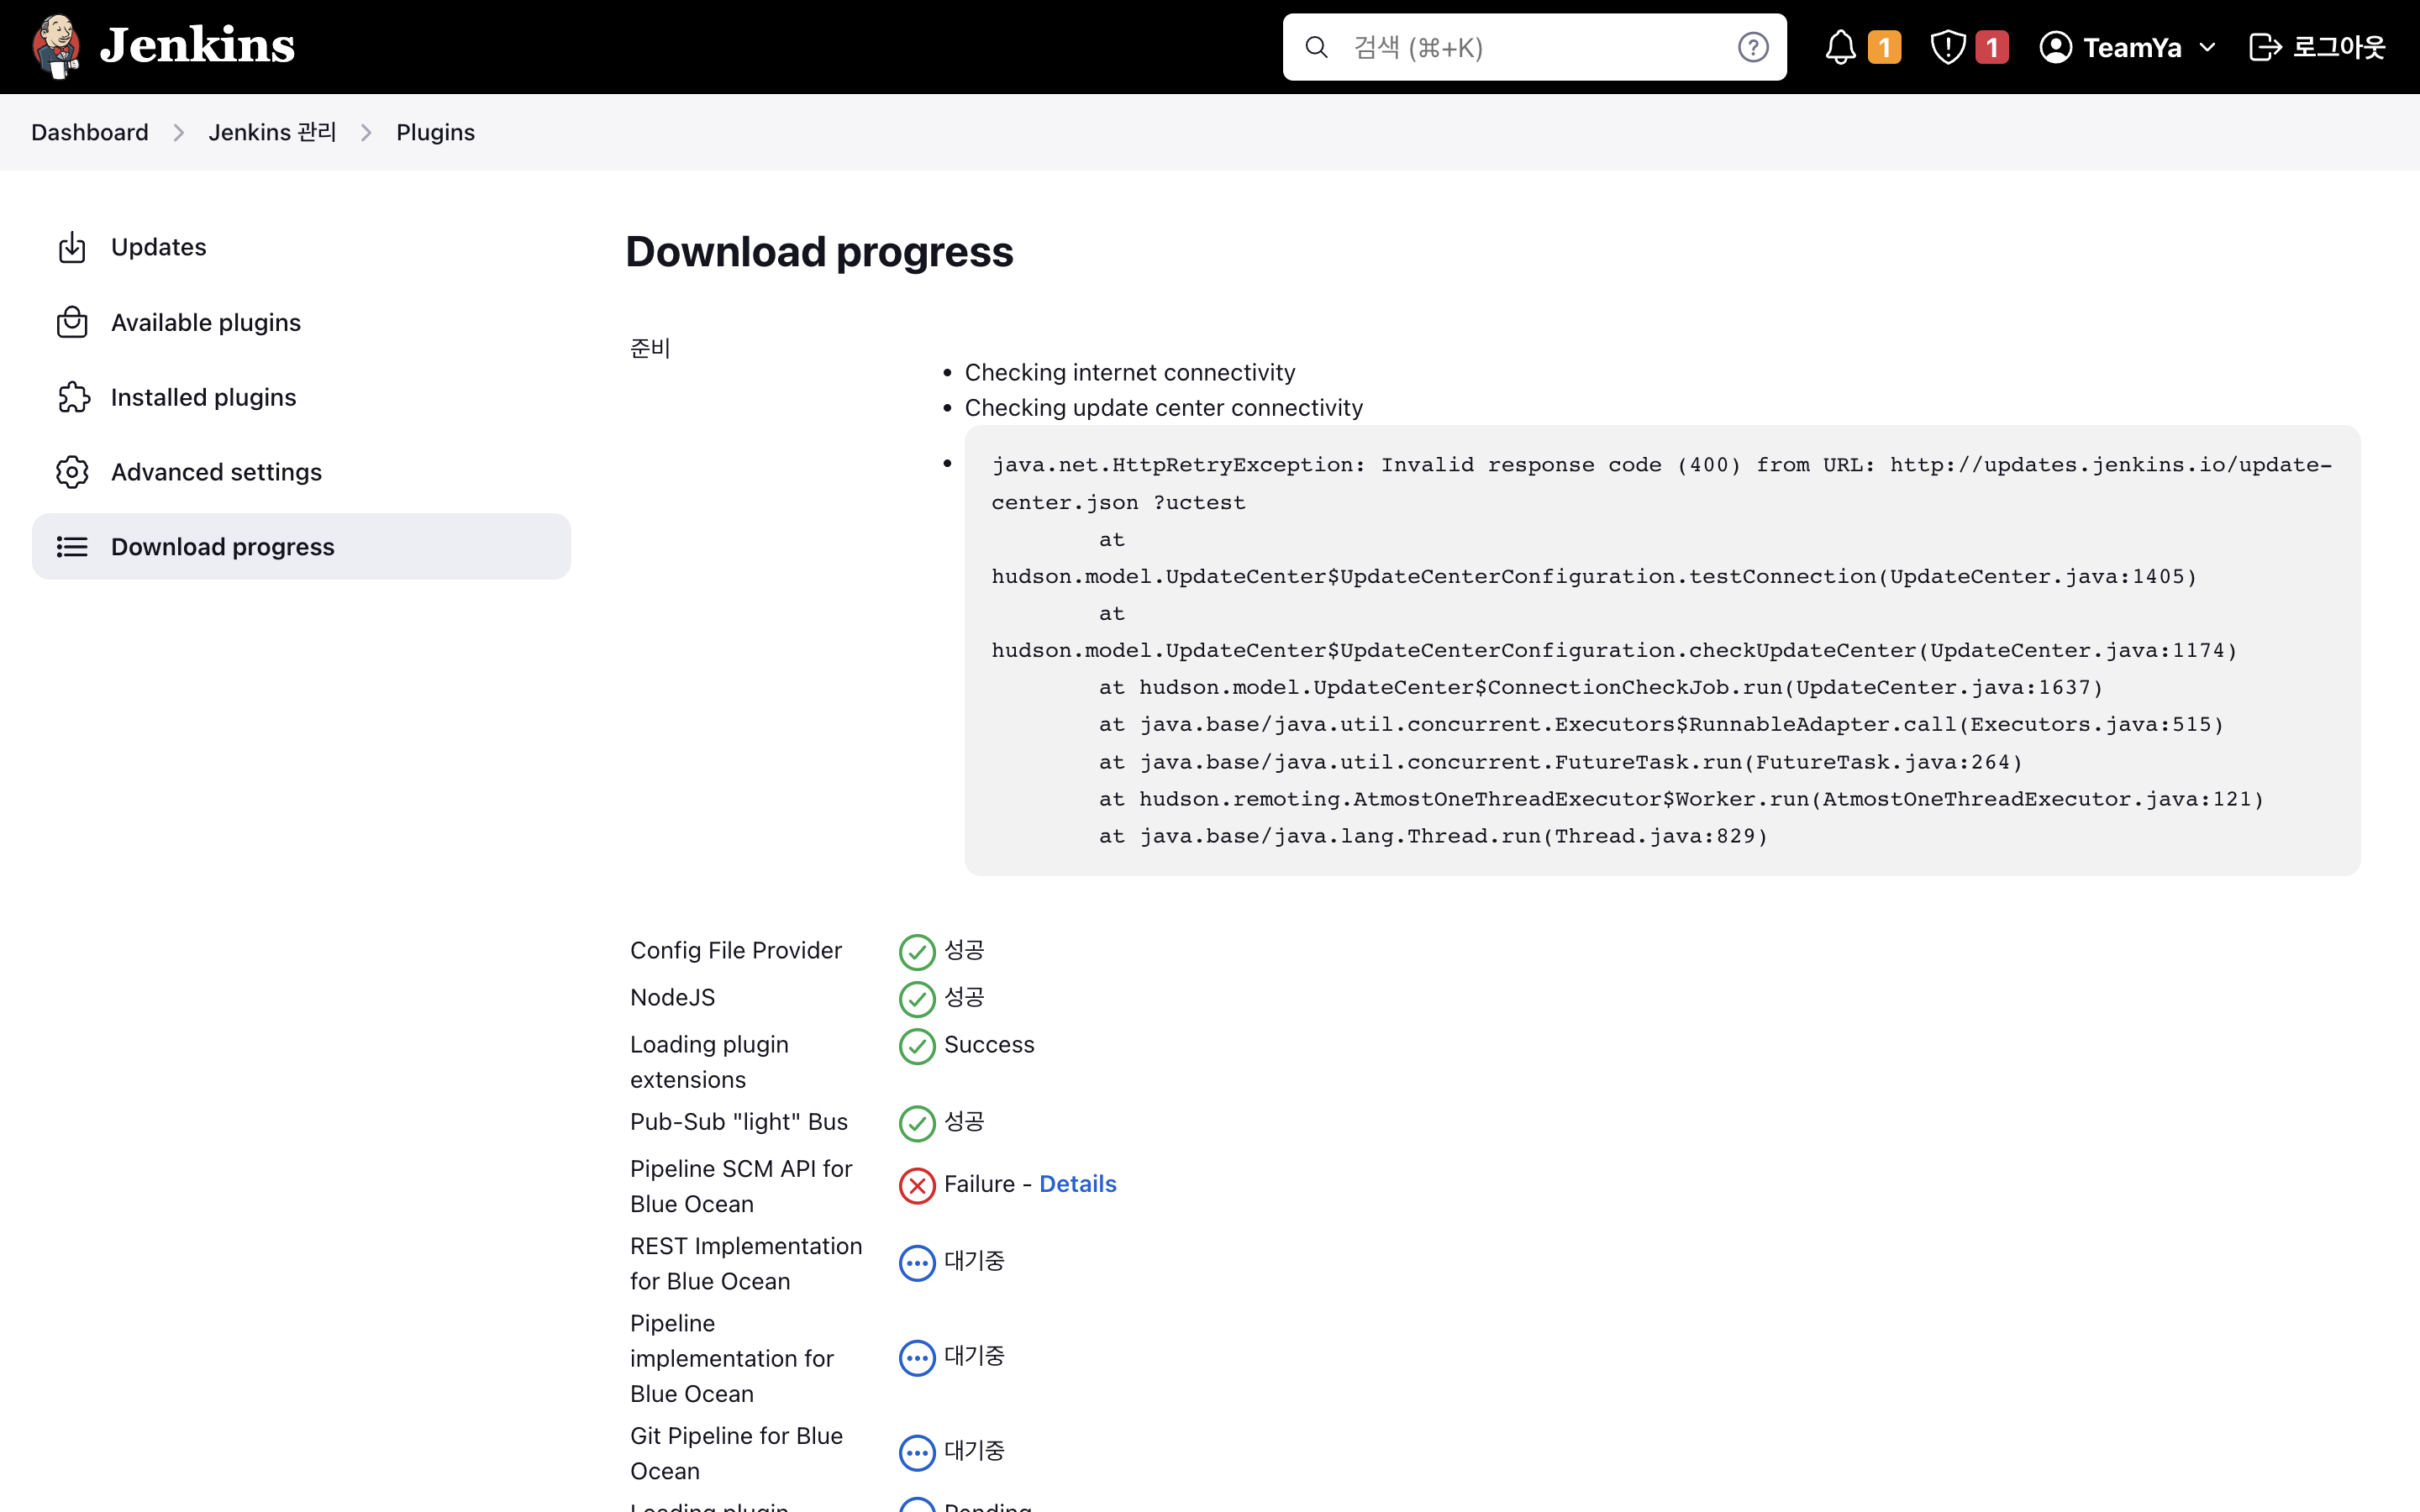 Jenkins
검색 (⌘+K)
1
1
TeamYa
로그아웃
Dashboard
Jenkins 관리
Plugins
Updates
Available plugins
Installed plugins
Advanced settings
Download progress
Download progress
준비
• Checking internet connectivity
• Checking update center connectivity
• java.net.HttpRetryException: Invalid response code (400) from URL: http://updates.jenkins.io/update-
center.json ?uctest
at
hudson.model.UpdateCenter$UpdateCenterConfiguration.testConnection(UpdateCenter.java:1405)
at
hudson.model.UpdateCenter$UpdateCenterConfiguration.checkUpdateCenter(UpdateCenter.java:1174)
at hudson.model.UpdateCenter$ConnectionCheckJob.run(UpdateCenter.java:1637)
at java.base/java.util.concurrent.Executors$RunnableAdapter.call(Executors.java:515)
at java.base/java.util.concurrent.FutureTask.run(FutureTask.java:264)
at hudson.remoting.AtmostOneThreadExecutor$Worker.run(AtmostOneThreadExecutor.java:121)
at java.base/java.lang.Thread.run(Thread.java:829)
Config File Provider
성공
NodeJS
성공
Loading plugin
extensions
Success
Pub-Sub "light" Bus
성공
Pipeline SCM API for
Blue Ocean
Failure - Details
REST Implementation
for Blue Ocean
대기중
Pipeline
implementation for
Blue Ocean
대기중
Git Pipeline for Blue
Ocean
대기중
Loading plugin
Pending